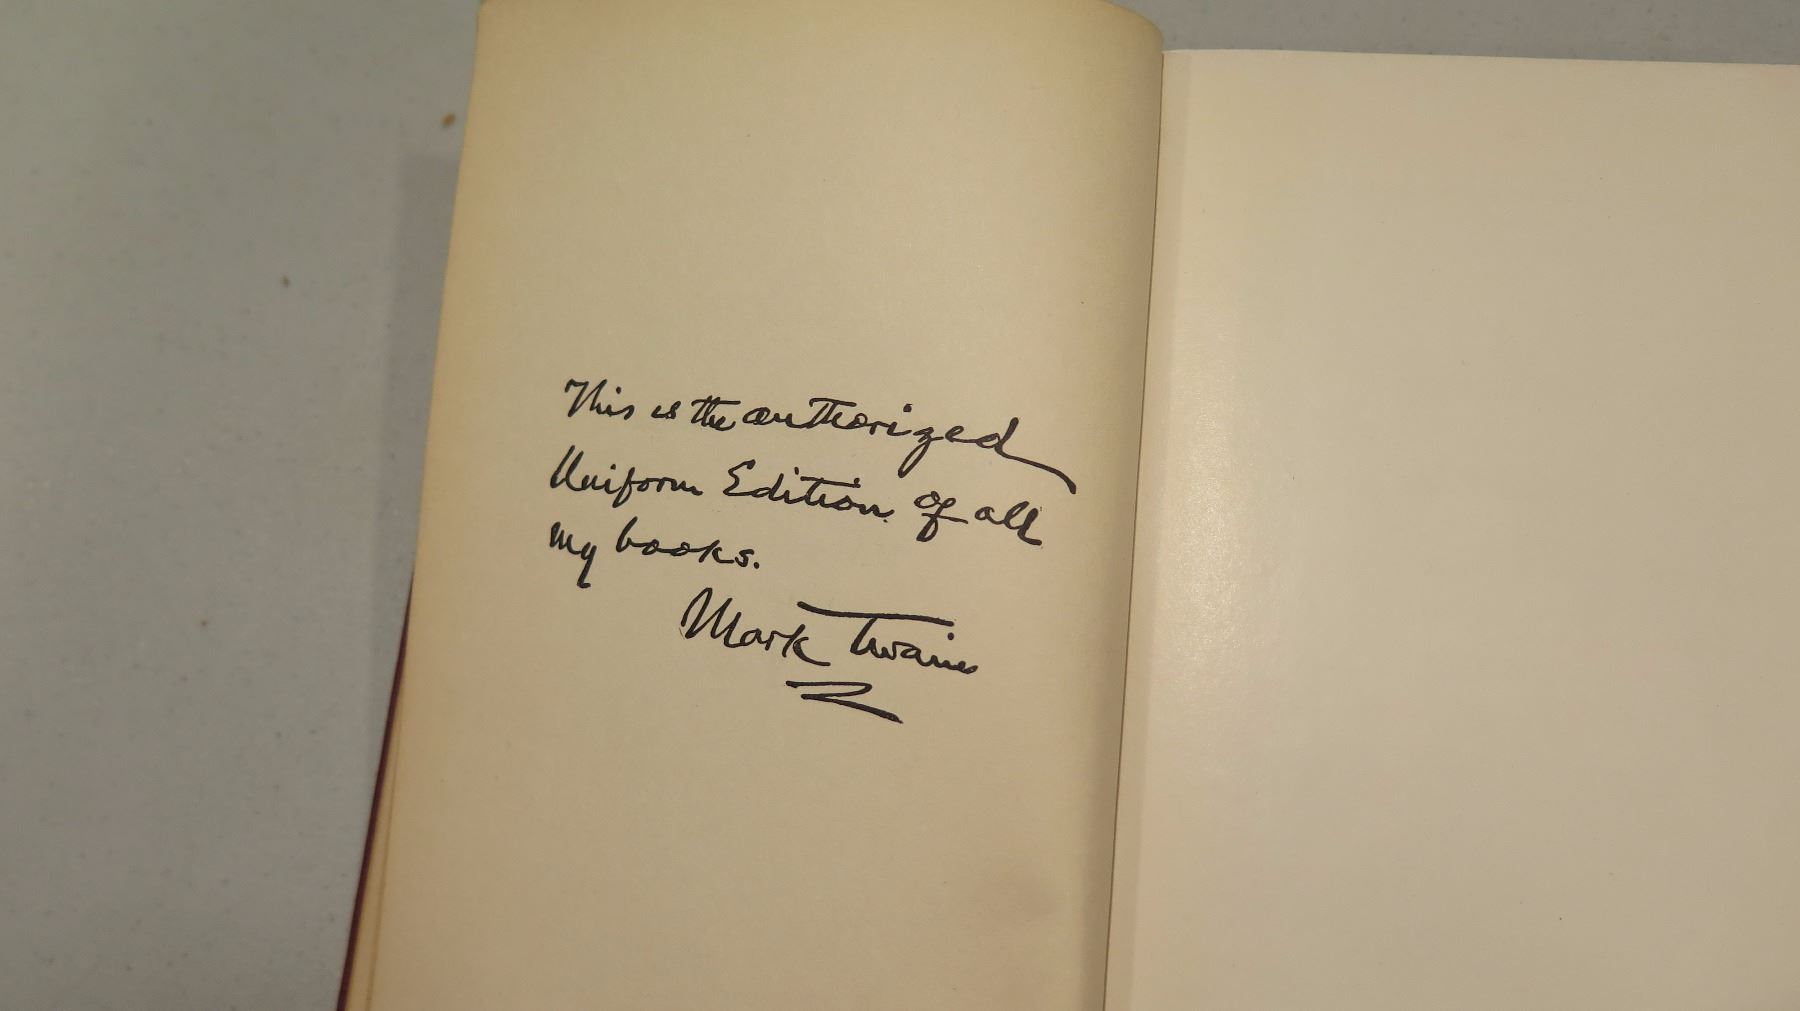 This is the authorized
Uniform Edition of all
my books.
Mark Twain